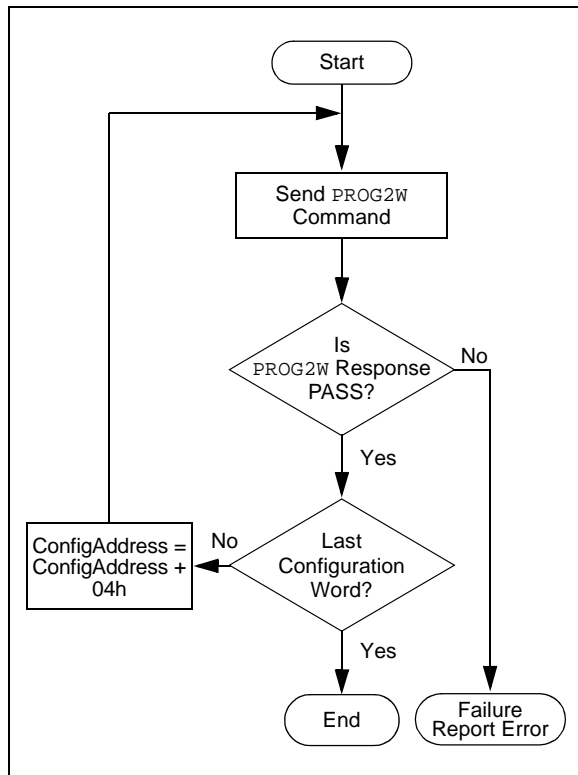 Start
Send PROG2W
Command
Is
PROG2W Response
PASS?
No
Yes
Last
Configuration
Word?
No
ConfigAddress =
ConfigAddress +
04h
Yes
End
Failure
Report Error